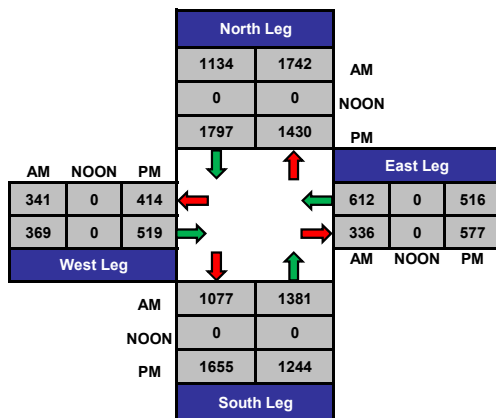 North Leg
1134 1742 AM
0 0 NOON
1797 1430 PM
AM NOON PM East Leg
341 0 414 612 0 516
369 0 519 336 0 577
West Leg AM NOON PM
AM 1077 1381
NOON 0 0
PM 1655 1244
South Leg